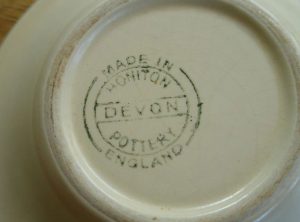 MADE IN
HONITON
DEVON
POTTERY
ENGLAND